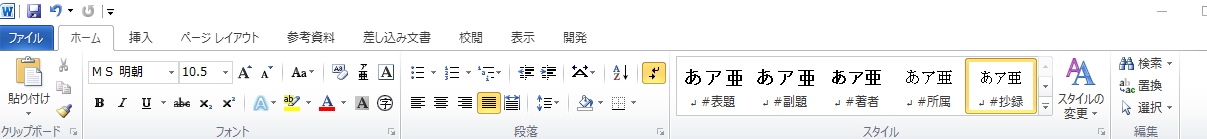 W
ファイル ホーム 挿入 ページ レイアウト 参考資料 差し込み文書 校閲 表示 開発
貼り付け
クリップボード
ＭＳ 明朝 10.5 A A Aa ア亜 A
B I U abc x₂ x² A ab A A 字
フォント
AZ
段落
あア亜 あア亜 あア亜 あア亜 あア亜
↲ #表題 ↲ #副題 ↲ #著者 ↲ #所属 ↲ #抄録
スタイルの
変更
スタイル
検索
置換
選択
編集